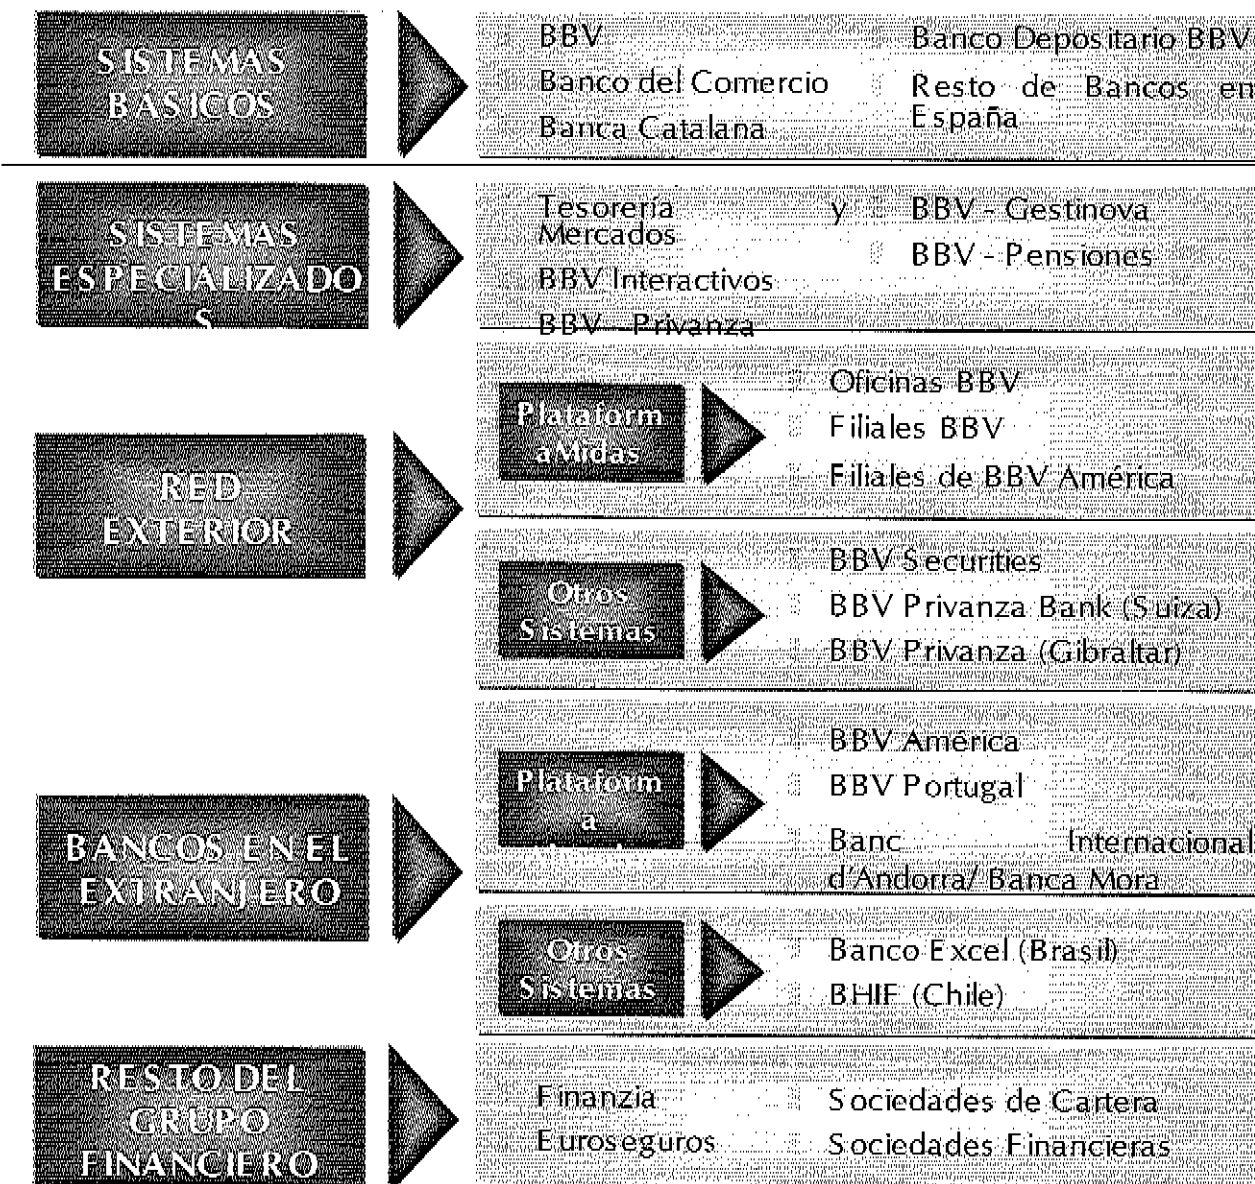 SISTEMAS
BÁSICOS
BBV
Banco del Comercio
Banca Catalana
Banco Depositario BBV
Resto de Bancos en
España
SISTEMAS
ESPECIALIZADO
S
Tesorería y
Mercados
BBV Interactivos
BBV - Privanza
BBV - Gestinova
BBV - Pensiones
RED
EXTERIOR
Plataform
a Midas
Oficinas BBV
Filiales BBV
Filiales de BBV América
Otros
Sistemas
BBV Securities
BBV Privanza Bank (Suiza)
BBV Privanza (Gibraltar)
BANCOS EN EL
EXTRANJERO
Plataform
a
BBV América
BBV Portugal
Banc Internacional
d'Andorra/ Banca Mora
Otros
Sistemas
Banco Excel (Brasil)
BHIF (Chile)
RESTO DEL
GRUPO
FINANCIERO
Finanzia
Euroseguros
Sociedades de Cartera
Sociedades Financieras